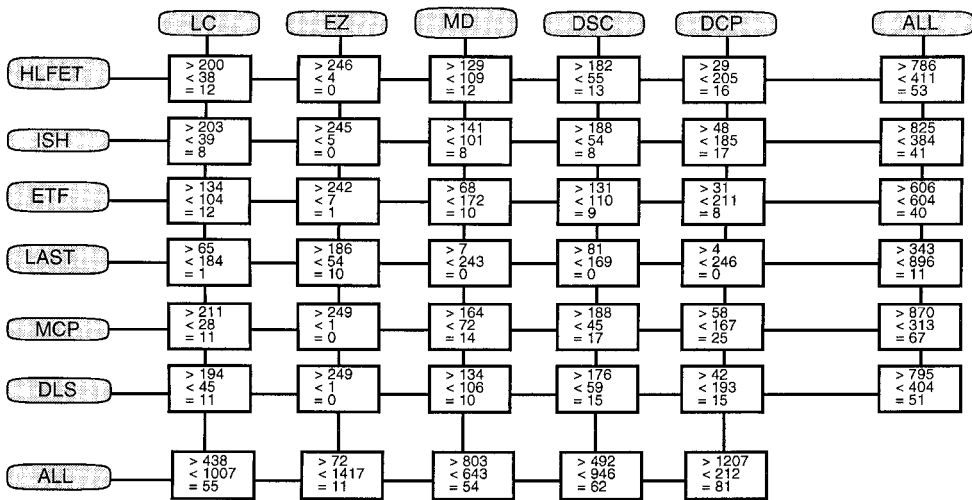 LC EZ MD DSC DCP ALL
HLFET
> 200 > 246 > 129 > 182 > 29 > 786
< 38 < 4 < 109 < 55 < 205 < 411
= 12 = 0 = 12 = 13 = 16 = 53
ISH
> 203 > 245 > 141 > 188 > 48 > 825
< 39 < 5 < 101 < 54 < 185 < 384
= 8 = 0 = 8 = 8 = 17 = 41
ETF
> 134 > 242 > 68 > 131 > 31 > 606
< 104 < 7 < 172 < 110 < 211 < 604
= 12 = 1 = 10 = 9 = 8 = 40
LAST
> 65 > 186 > 7 > 81 > 4 > 343
< 184 < 54 < 243 < 169 < 246 < 896
= 1 = 10 = 0 = 0 = 0 = 11
MCP
> 211 > 249 > 164 > 188 > 58 > 870
< 28 < 1 < 72 < 45 < 167 < 313
= 11 = 0 = 14 = 17 = 25 = 67
DLS
> 194 > 249 > 134 > 176 > 42 > 795
< 45 < 1 < 106 < 59 < 193 < 404
= 11 = 0 = 10 = 15 = 15 = 51
ALL
> 438 > 72 > 803 > 492 > 1207
< 1007 < 1417 < 643 < 946 < 212
= 55 = 11 = 54 = 62 = 81